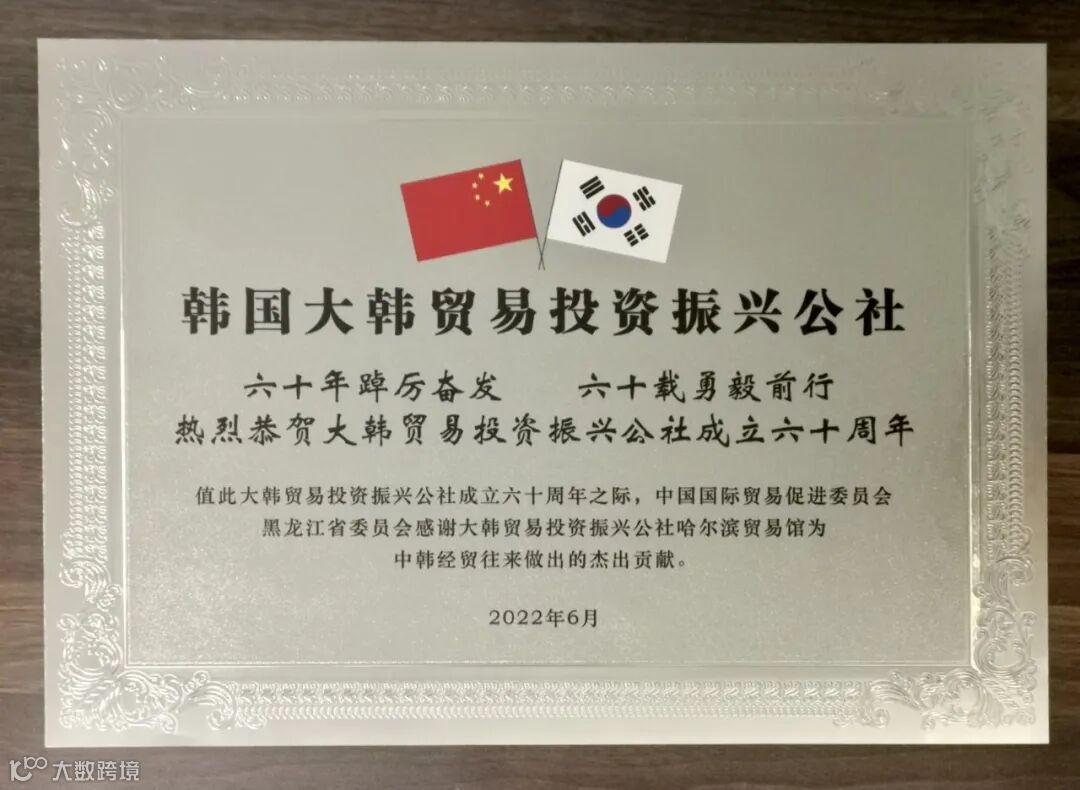 韩国大韩贸易投资振兴公社
六十年踔厉奋发 六十载勇毅前行
热烈恭贺大韩贸易投资振兴公社成立六十周年
值此大韩贸易投资振兴公社成立六十周年之际，中国国际贸易促进委员会
黑龙江省委员会感谢大韩贸易投资振兴公社哈尔滨贸易馆为
中韩经贸往来做出的杰出贡献。
2022年6月
大数跨境